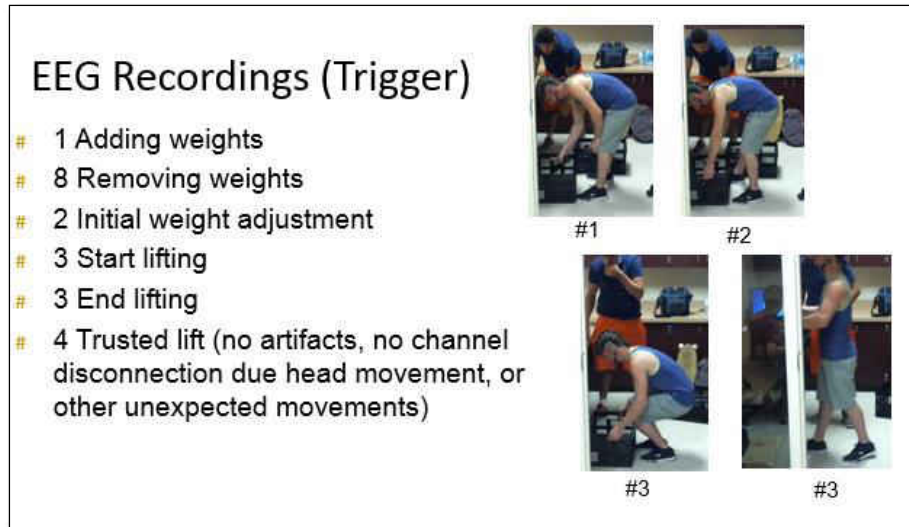 EEG Recordings (Trigger)
# 1 Adding weights
# 8 Removing weights
# 2 Initial weight adjustment
# 3 Start lifting
# 3 End lifting
# 4 Trusted lift (no artifacts, no channel
disconnection due head movement, or
other unexpected movements)
#1
#2
#3
#3